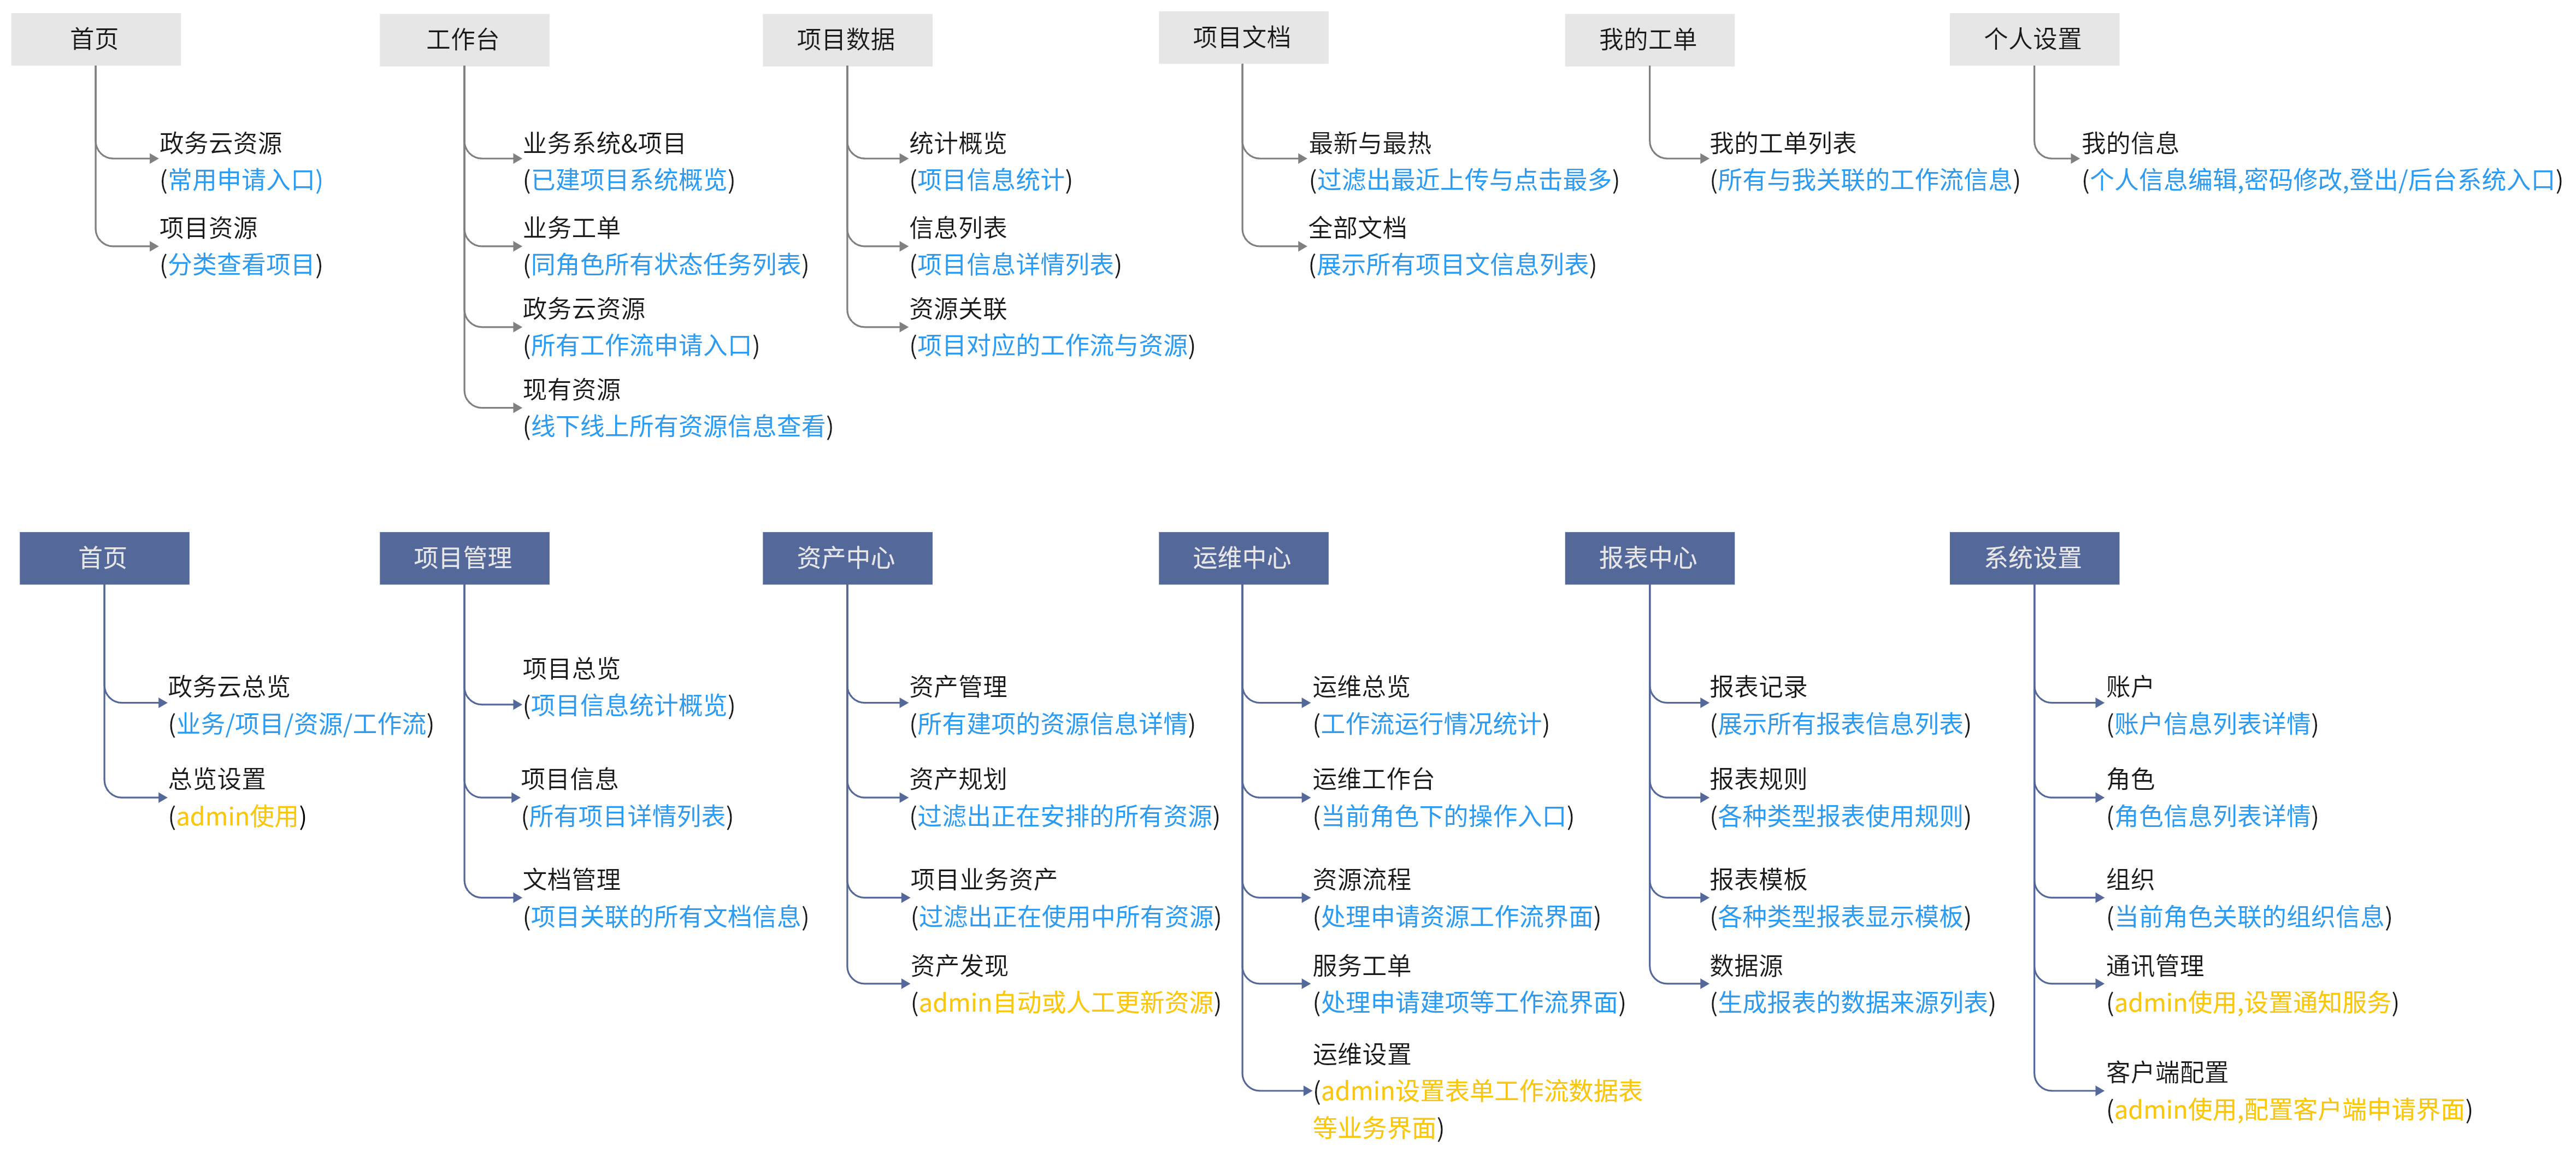 首页
政务云资源
(常用申请入口)
项目资源
(分类查看项目)
工作台
业务系统&项目
(已建项目系统概览)
业务工单
(同角色所有状态任务列表)
政务云资源
(所有工作流申请入口)
现有资源
(线下线上所有资源信息查看)
项目数据
统计概览
(项目信息统计)
信息列表
(项目信息详情列表)
资源关联
(项目对应的工作流与资源)
项目文档
最新与最热
(过滤出最近上传与点击最多)
全部文档
(展示所有项目文信息列表)
我的工单
我的工单列表
(所有与我关联的工作流信息)
个人设置
我的信息
(个人信息编辑,密码修改,登出/后台系统入口)
首页
政务云总览
(业务/项目/资源/工作流)
总览设置
(admin使用)
项目管理
项目总览
(项目信息统计概览)
项目信息
(所有项目详情列表)
文档管理
(项目关联的所有文档信息)
资产中心
资产管理
(所有建项的资源信息详情)
资产规划
(过滤出正在安排的所有资源)
项目业务资产
(过滤出正在使用中所有资源)
资产发现
(admin自动或人工更新资源)
运维中心
运维总览
(工作流运行情况统计)
运维工作台
(当前角色下的操作入口)
资源流程
(处理申请资源工作流界面)
服务工单
(处理申请建项等工作流界面)
运维设置
(admin设置表单工作流数据表
等业务界面)
报表中心
报表记录
(展示所有报表信息列表)
报表规则
(各种类型报表使用规则)
报表模板
(各种类型报表显示模板)
数据源
(生成报表的数据来源列表)
系统设置
账户
(账户信息列表详情)
角色
(角色信息列表详情)
组织
(当前角色关联的组织信息)
通讯管理
(admin使用,设置通知服务)
客户端配置
(admin使用,配置客户端申请界面)